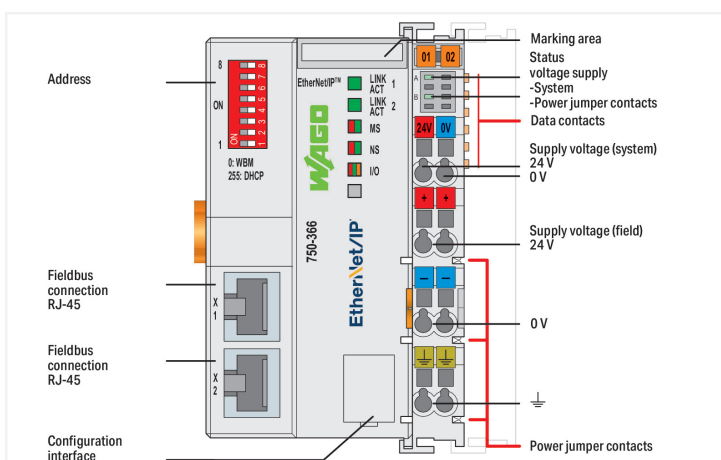 Address
8
ON
1
8
7
6
5
4
3
2
1
ON
0: WBM
255: DHCP
EtherNet/IP™
LINK
ACT 1
LINK
ACT 2
MS
NS
I/O
WAGO
750-366
EtherNet/IP
X
1
X
2
Fieldbus
connection
RJ-45
Fieldbus
connection
RJ-45
Configuration
interface
01 02
A
B
24V 0V
+ +
− −
Marking area
Status
voltage supply
-System
-Power jumper contacts
Data contacts
Supply voltage (system)
24 V
0 V
Supply voltage (field)
24 V
0 V
Power jumper contacts